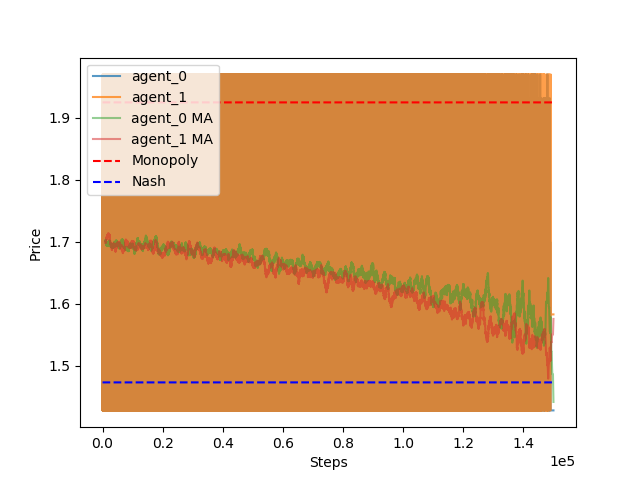 agent_0
agent_1
agent_0 MA
agent_1 MA
Monopoly
Nash
Price
1.9
1.8
1.7
1.6
1.5
0.0 0.2 0.4 0.6 0.8 1.0 1.2 1.4
1e5
Steps